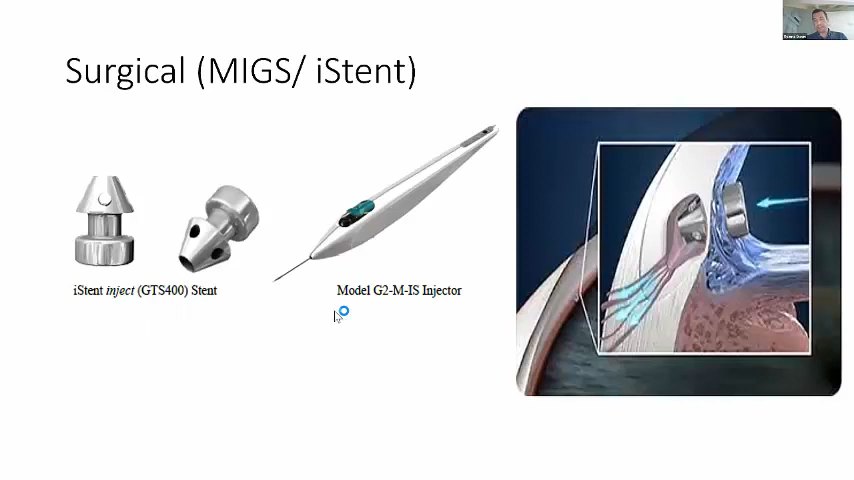 Surgical (MIGS/ iStent)
iStent inject (GTS400) Stent
Model G2-M-IS Injector